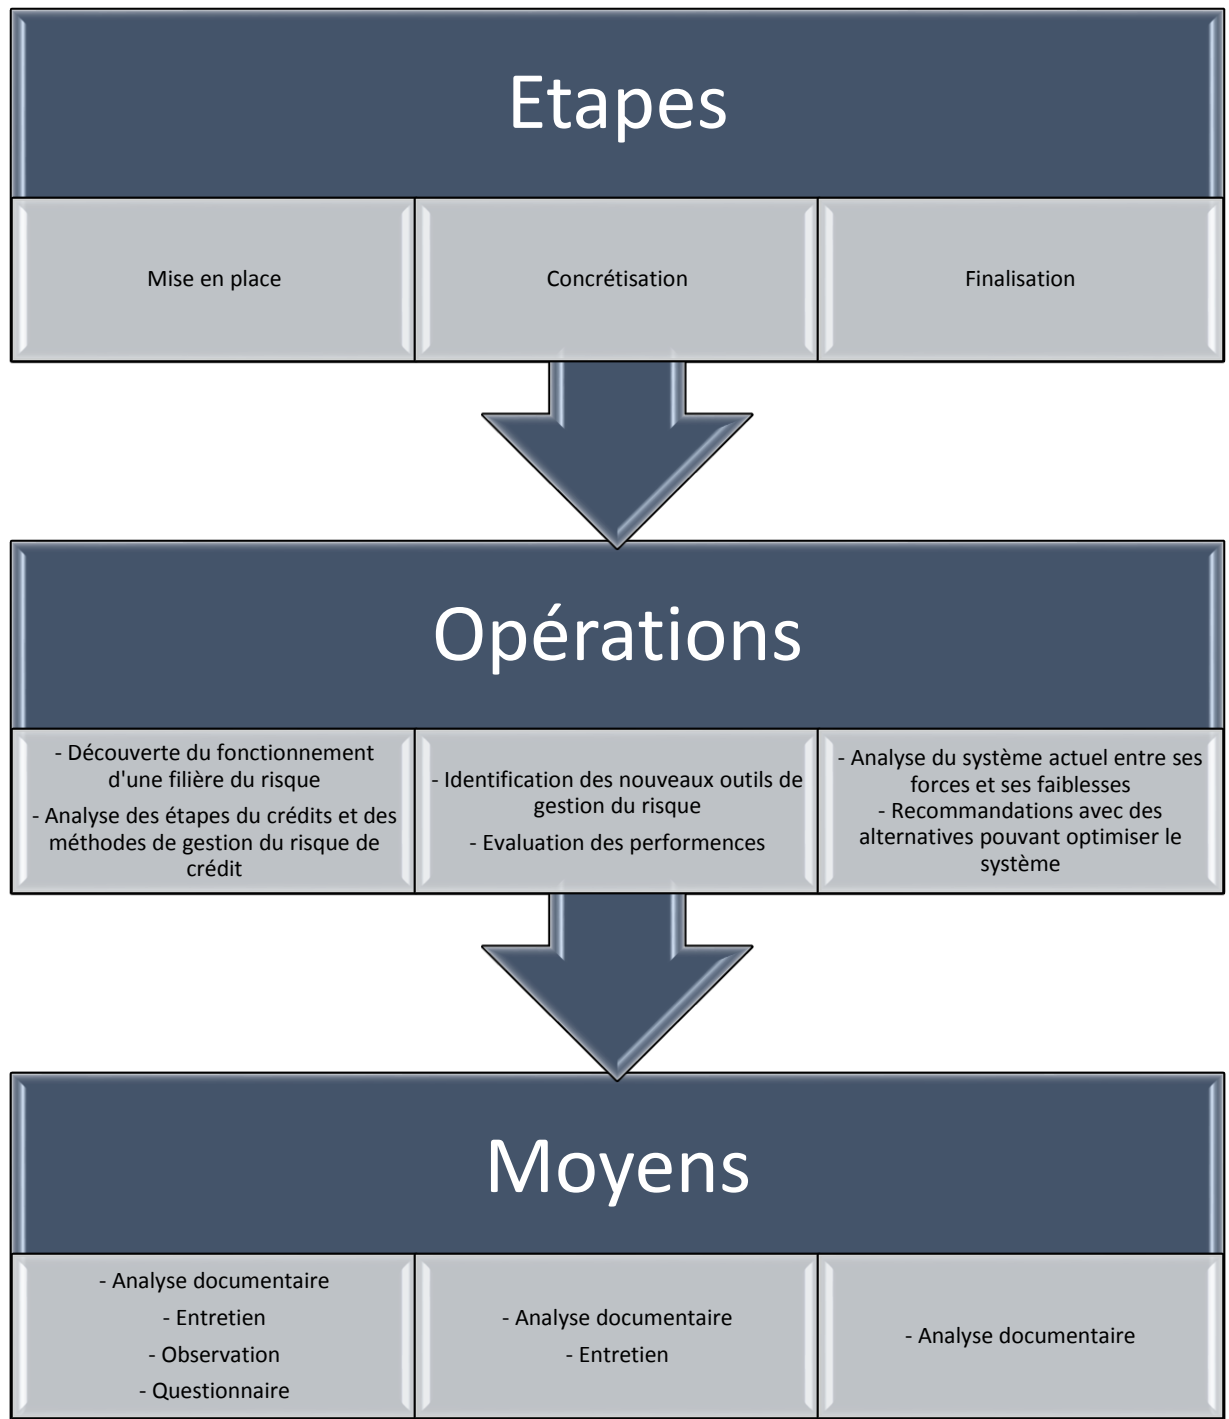 Etapes
Mise en place
Concrétisation
Finalisation
Opérations
- Découverte du fonctionnement
d'une filière du risque
- Analyse des étapes du crédits et des
méthodes de gestion du risque de
crédit
- Identification des nouveaux outils de
gestion du risque
- Evaluation des performences
- Analyse du système actuel entre ses
forces et ses faiblesses
- Recommandations avec des
alternatives pouvant optimiser le
système
Moyens
- Analyse documentaire
- Entretien
- Observation
- Questionnaire
- Analyse documentaire
- Entretien
- Analyse documentaire